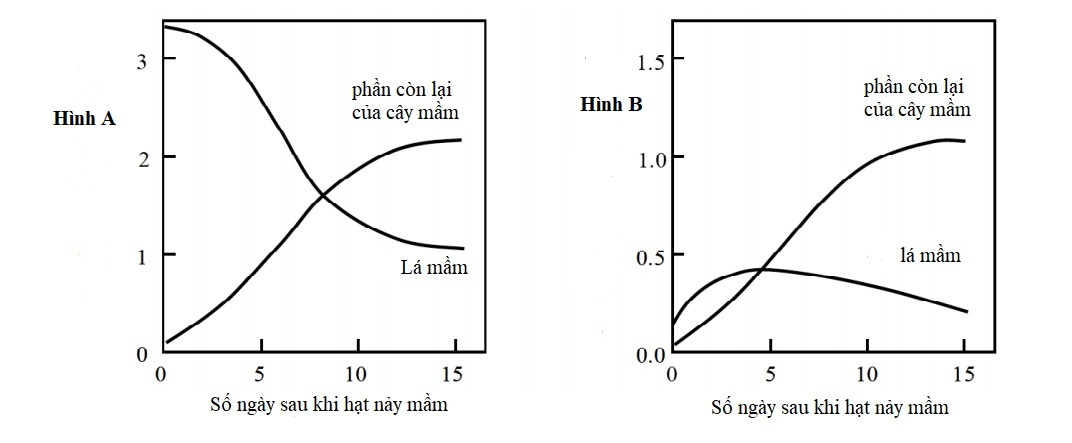 Hình A
3
2
1
0
0 5 10 15
phần còn lại
của cây mầm
Lá mầm
Số ngày sau khi hạt nảy mầm
Hình B
1.5
1.0
0.5
0.0
0 5 10 15
phần còn lại
của cây mầm
lá mầm
Số ngày sau khi hạt nảy mầm